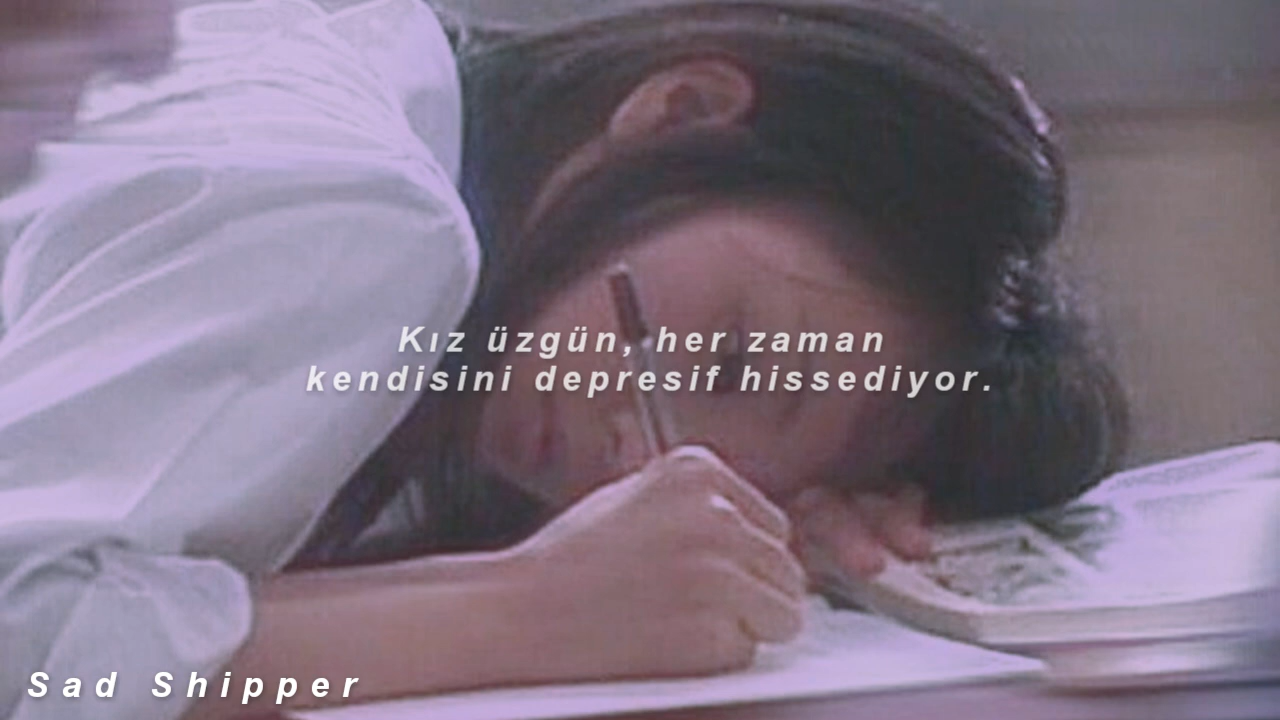 Kız üzgün, her zaman
kendisini depresif hissediyor.
Sad Shipper